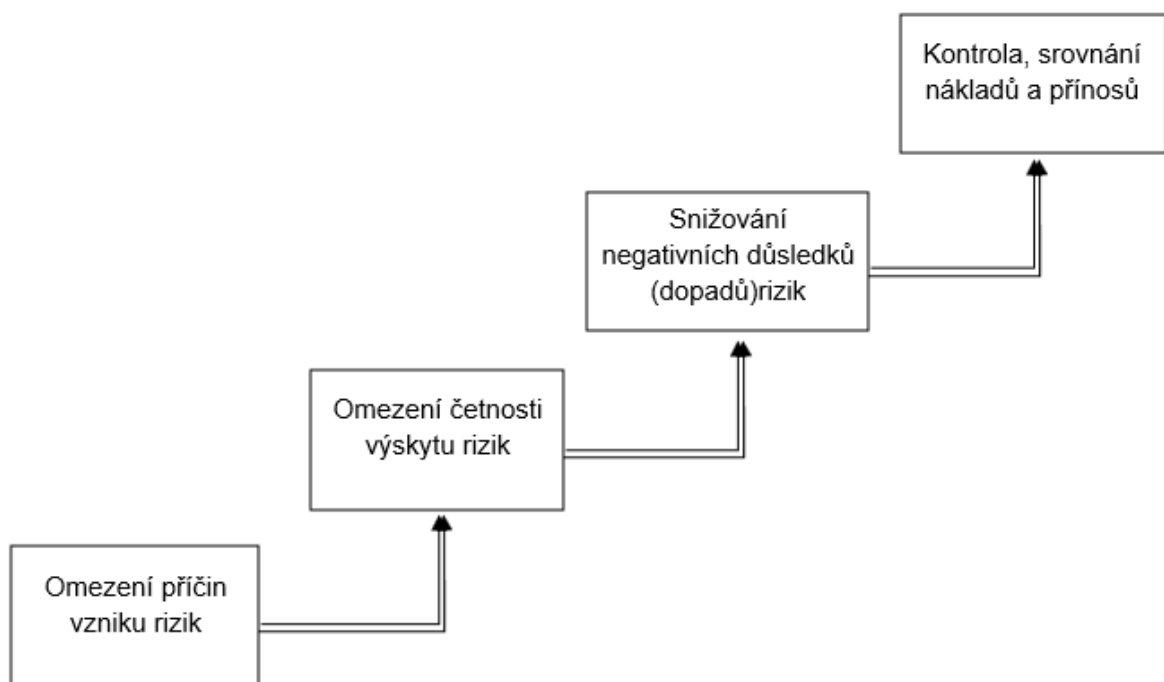 Kontrola, srovnání
nákladů a přínosů
Snižování
negativních důsledků
(dopadů)rizik
Omezení četnosti
výskytu rizik
Omezení příčin
vzniku rizik